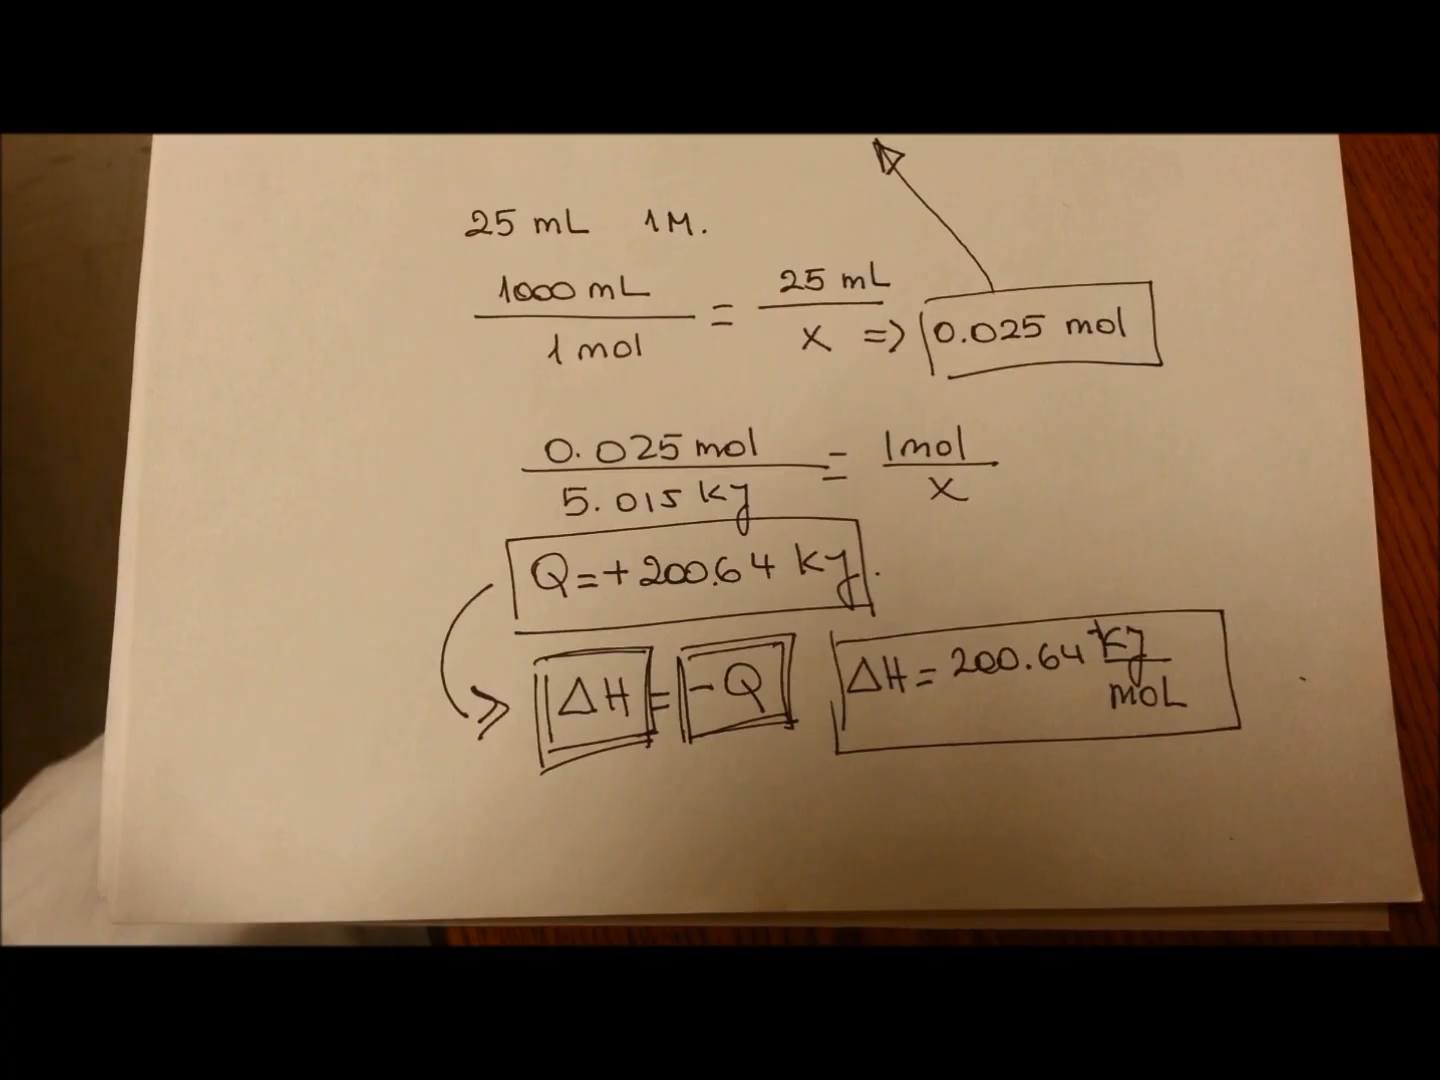 25 mL 1M.
1000 mL / 1 mol = 25 mL / x => 0.025 mol
0.025 mol / 5.015 kj = 1mol / x
Q=+200.64 kj.
ΔH = -Q ΔH = 200.64 kj / moL